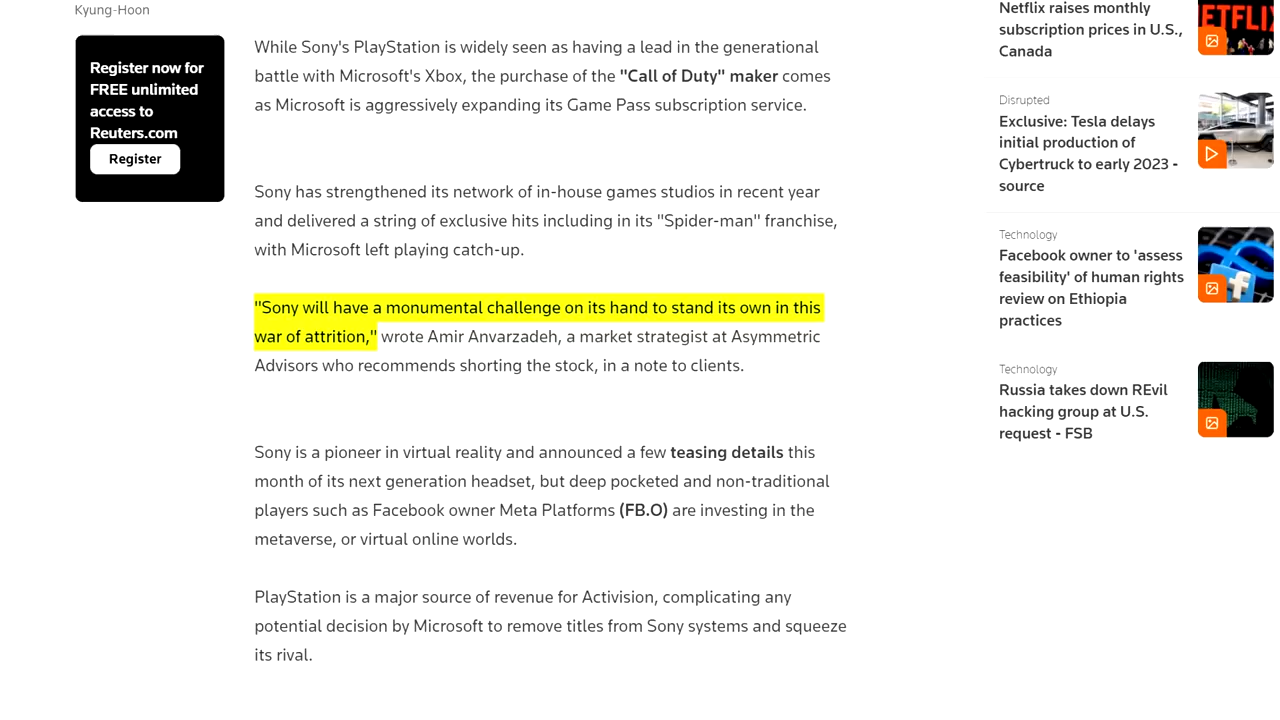 Kyung-Hoon
Register now for
FREE unlimited
access to
Reuters.com
Register
While Sony's PlayStation is widely seen as having a lead in the generational
battle with Microsoft's Xbox, the purchase of the "Call of Duty" maker comes
as Microsoft is aggressively expanding its Game Pass subscription service.
Sony has strengthened its network of in-house games studios in recent year
and delivered a string of exclusive hits including in its "Spider-man" franchise,
with Microsoft left playing catch-up.
"Sony will have a monumental challenge on its hand to stand its own in this
war of attrition," wrote Amir Anvarzadeh, a market strategist at Asymmetric
Advisors who recommends shorting the stock, in a note to clients.
Sony is a pioneer in virtual reality and announced a few teasing details this
month of its next generation headset, but deep pocketed and non-traditional
players such as Facebook owner Meta Platforms (FB.O) are investing in the
metaverse, or virtual online worlds.
PlayStation is a major source of revenue for Activision, complicating any
potential decision by Microsoft to remove titles from Sony systems and squeeze
its rival.
Netflix raises monthly
subscription prices in U.S.,
Canada
ETFLIX
Disrupted
Exclusive: Tesla delays
initial production of
Cybertruck to early 2023 -
source
Technology
Facebook owner to 'assess
feasibility' of human rights
review on Ethiopia
practices
Technology
Russia takes down REvil
hacking group at U.S.
request - FSB